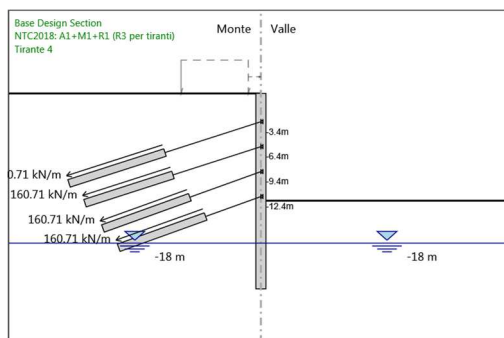 Base Design Section
NTC2018: A1+M1+R1 (R3 per tiranti)
Tirante 4
Monte
Valle
-3.4m
-6.4m
0.71 kN/m
-9.4m
160.71 kN/m
-12.4m
160.71 kN/m
160.71 kN/m
-18 m
-18 m